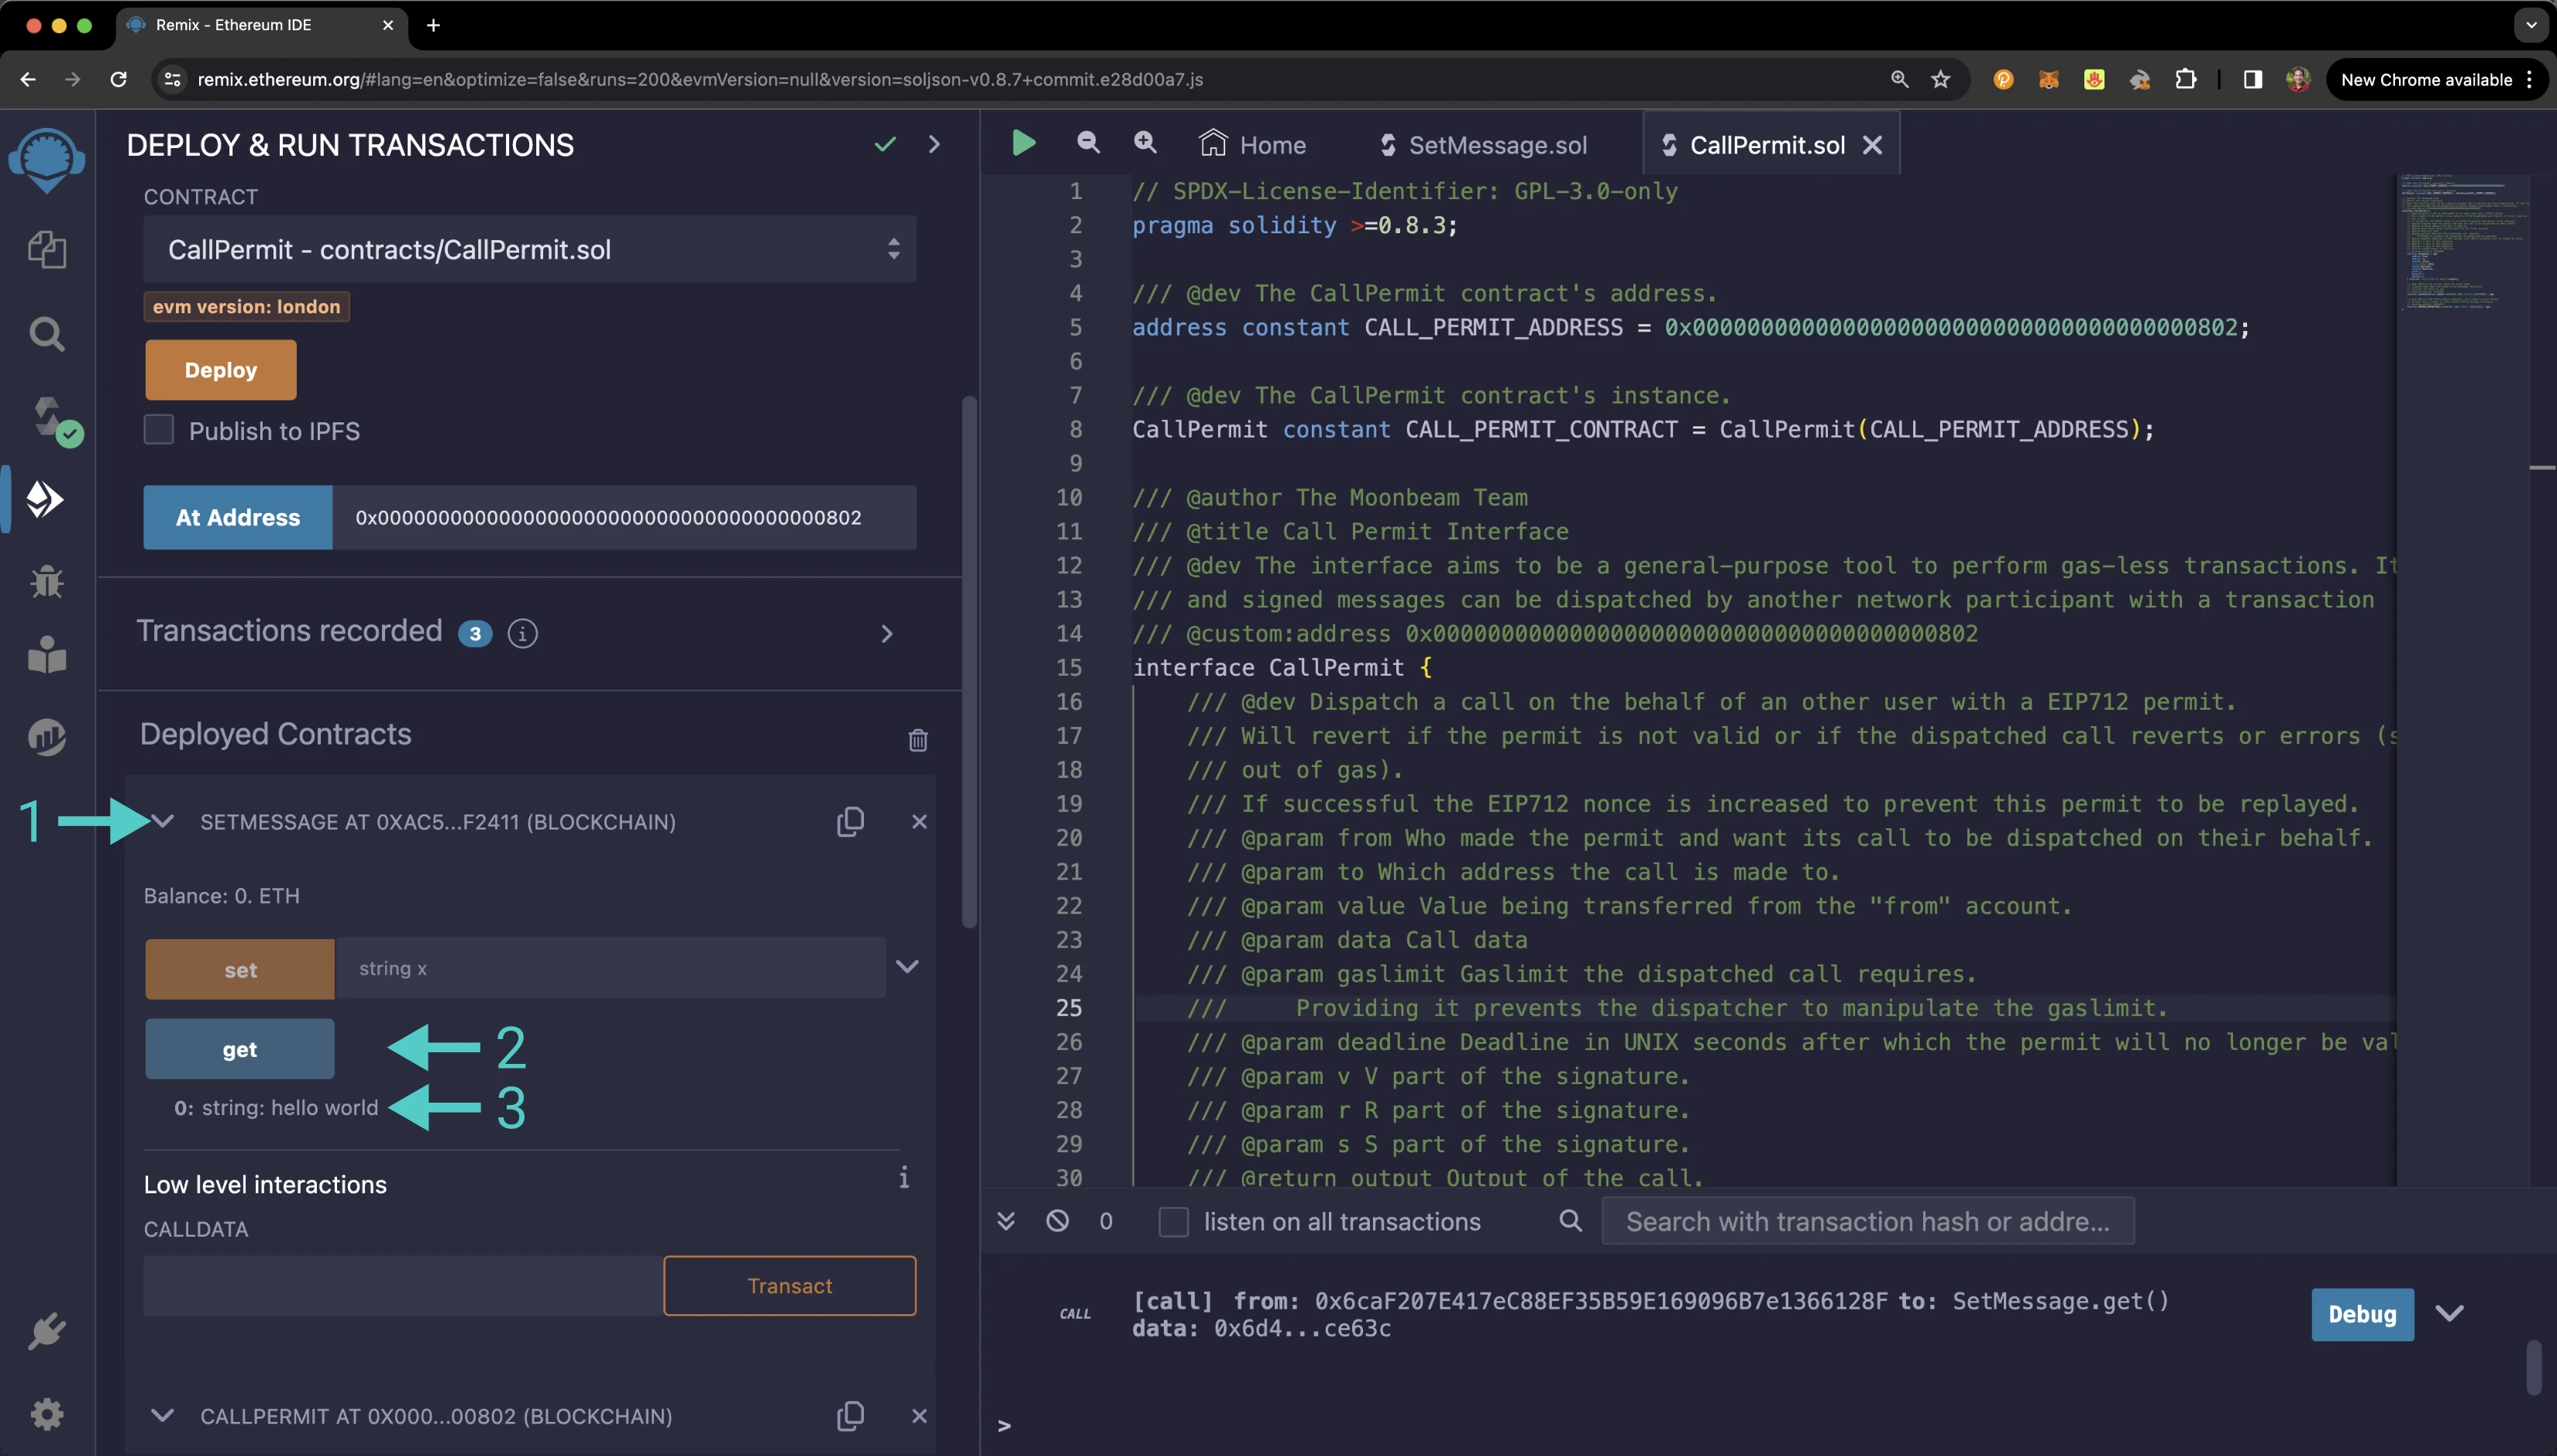 Remix - Ethereum IDE
remix.ethereum.org/#lang=en&optimize=false&runs=200&evmVersion=null&version=soljson-v0.8.7+commit.e28d00a7.js
New Chrome available
DEPLOY & RUN TRANSACTIONS
CONTRACT
CallPermit - contracts/CallPermit.sol
evm version: london
Deploy
Publish to IPFS
At Address 0x0000000000000000000000000000000000000802
Transactions recorded 3 i
Deployed Contracts
1
SETMESSAGE AT 0XAC5...F2411 (BLOCKCHAIN)
Balance: 0. ETH
set string x
get
2
0: string: hello world
3
Low level interactions
i
CALLDATA
Transact
CALLPERMIT AT 0X000...00802 (BLOCKCHAIN)
Home SetMessage.sol CallPermit.sol
1 // SPDX-License-Identifier: GPL-3.0-only
2 pragma solidity >=0.8.3;
3
4 /// @dev The CallPermit contract's address.
5 address constant CALL_PERMIT_ADDRESS = 0x0000000000000000000000000000000000000802;
6
7 /// @dev The CallPermit contract's instance.
8 CallPermit constant CALL_PERMIT_CONTRACT = CallPermit(CALL_PERMIT_ADDRESS);
9
10 /// @author The Moonbeam Team
11 /// @title Call Permit Interface
12 /// @dev The interface aims to be a general-purpose tool to perform gas-less transactions. It
13 /// and signed messages can be dispatched by another network participant with a transaction
14 /// @custom:address 0x0000000000000000000000000000000000000802
15 interface CallPermit {
16 /// @dev Dispatch a call on the behalf of an other user with a EIP712 permit.
17 /// Will revert if the permit is not valid or if the dispatched call reverts or errors (s
18 /// out of gas).
19 /// If successful the EIP712 nonce is increased to prevent this permit to be replayed.
20 /// @param from Who made the permit and want its call to be dispatched on their behalf.
21 /// @param to Which address the call is made to.
22 /// @param value Value being transferred from the "from" account.
23 /// @param data Call data
24 /// @param gaslimit Gaslimit the dispatched call requires.
25 /// Providing it prevents the dispatcher to manipulate the gaslimit.
26 /// @param deadline Deadline in UNIX seconds after which the permit will no longer be val
27 /// @param v V part of the signature.
28 /// @param r R part of the signature.
29 /// @param s S part of the signature.
30 /// @return output Output of the call.
0 listen on all transactions Search with transaction hash or addre...
CALL [call] from: 0x6caF207E417eC88EF35B59E169096B7e1366128F to: SetMessage.get()
data: 0x6d4...ce63c
Debug
>